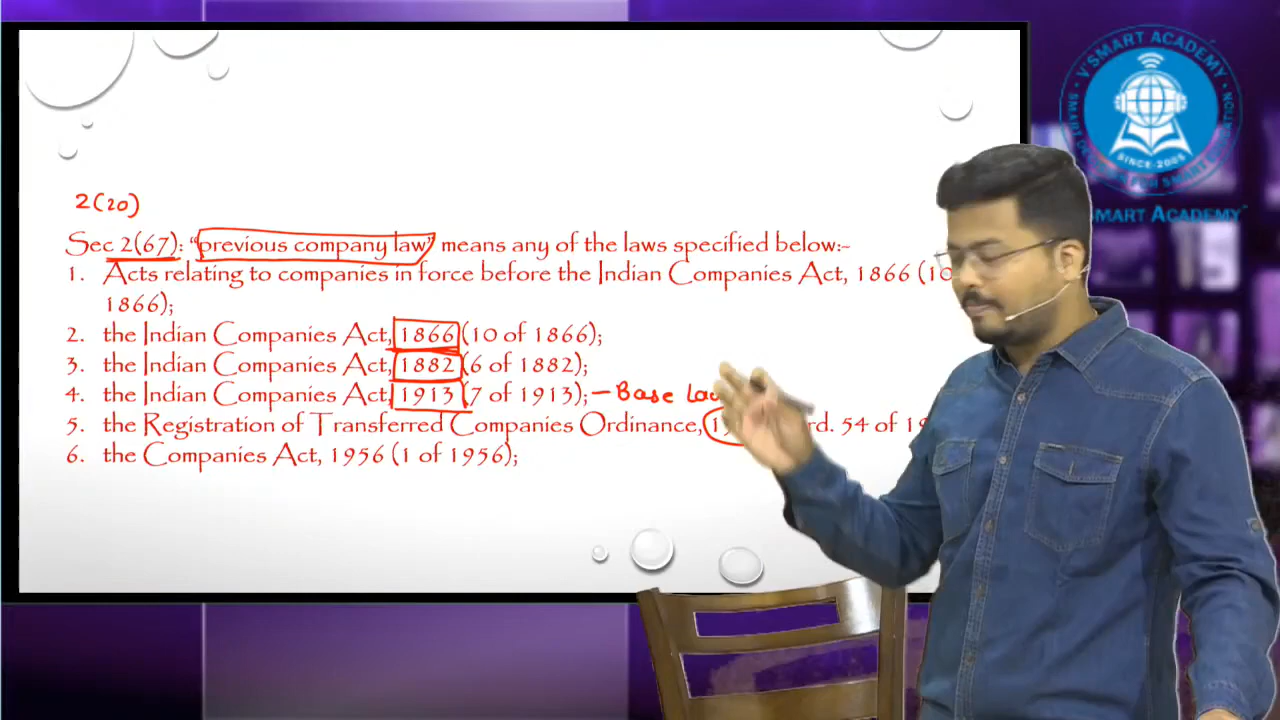 V'SMART ACADEMY
SINCE-2005
V'SMART ACADEMY
2(20)
Sec 2(67): “previous company law” means any of the laws specified below:-
1. Acts relating to companies in force before the Indian Companies Act, 1866 (10
1866);
2. the Indian Companies Act, 1866 (10 of 1866);
3. the Indian Companies Act, 1882 (6 of 1882);
4. the Indian Companies Act, 1913 (7 of 1913); – Base
5. the Registration of Transferred Companies Ordinance, 54 of
6. the Companies Act, 1956 (1 of 1956);